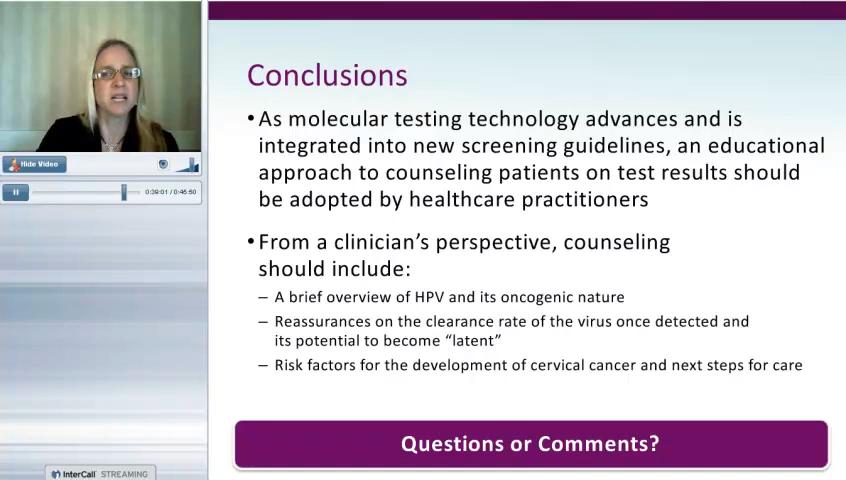 Conclusions
•As molecular testing technology advances and is
integrated into new screening guidelines, an educational
approach to counseling patients on test results should
be adopted by healthcare practitioners
•From a clinician's perspective, counseling
should include:
– A brief overview of HPV and its oncogenic nature
– Reassurances on the clearance rate of the virus once detected and
its potential to become "latent"
– Risk factors for the development of cervical cancer and next steps for care
Questions or Comments?
Hide Video
0:39:01 / 0:46:50
InterCall STREAMING